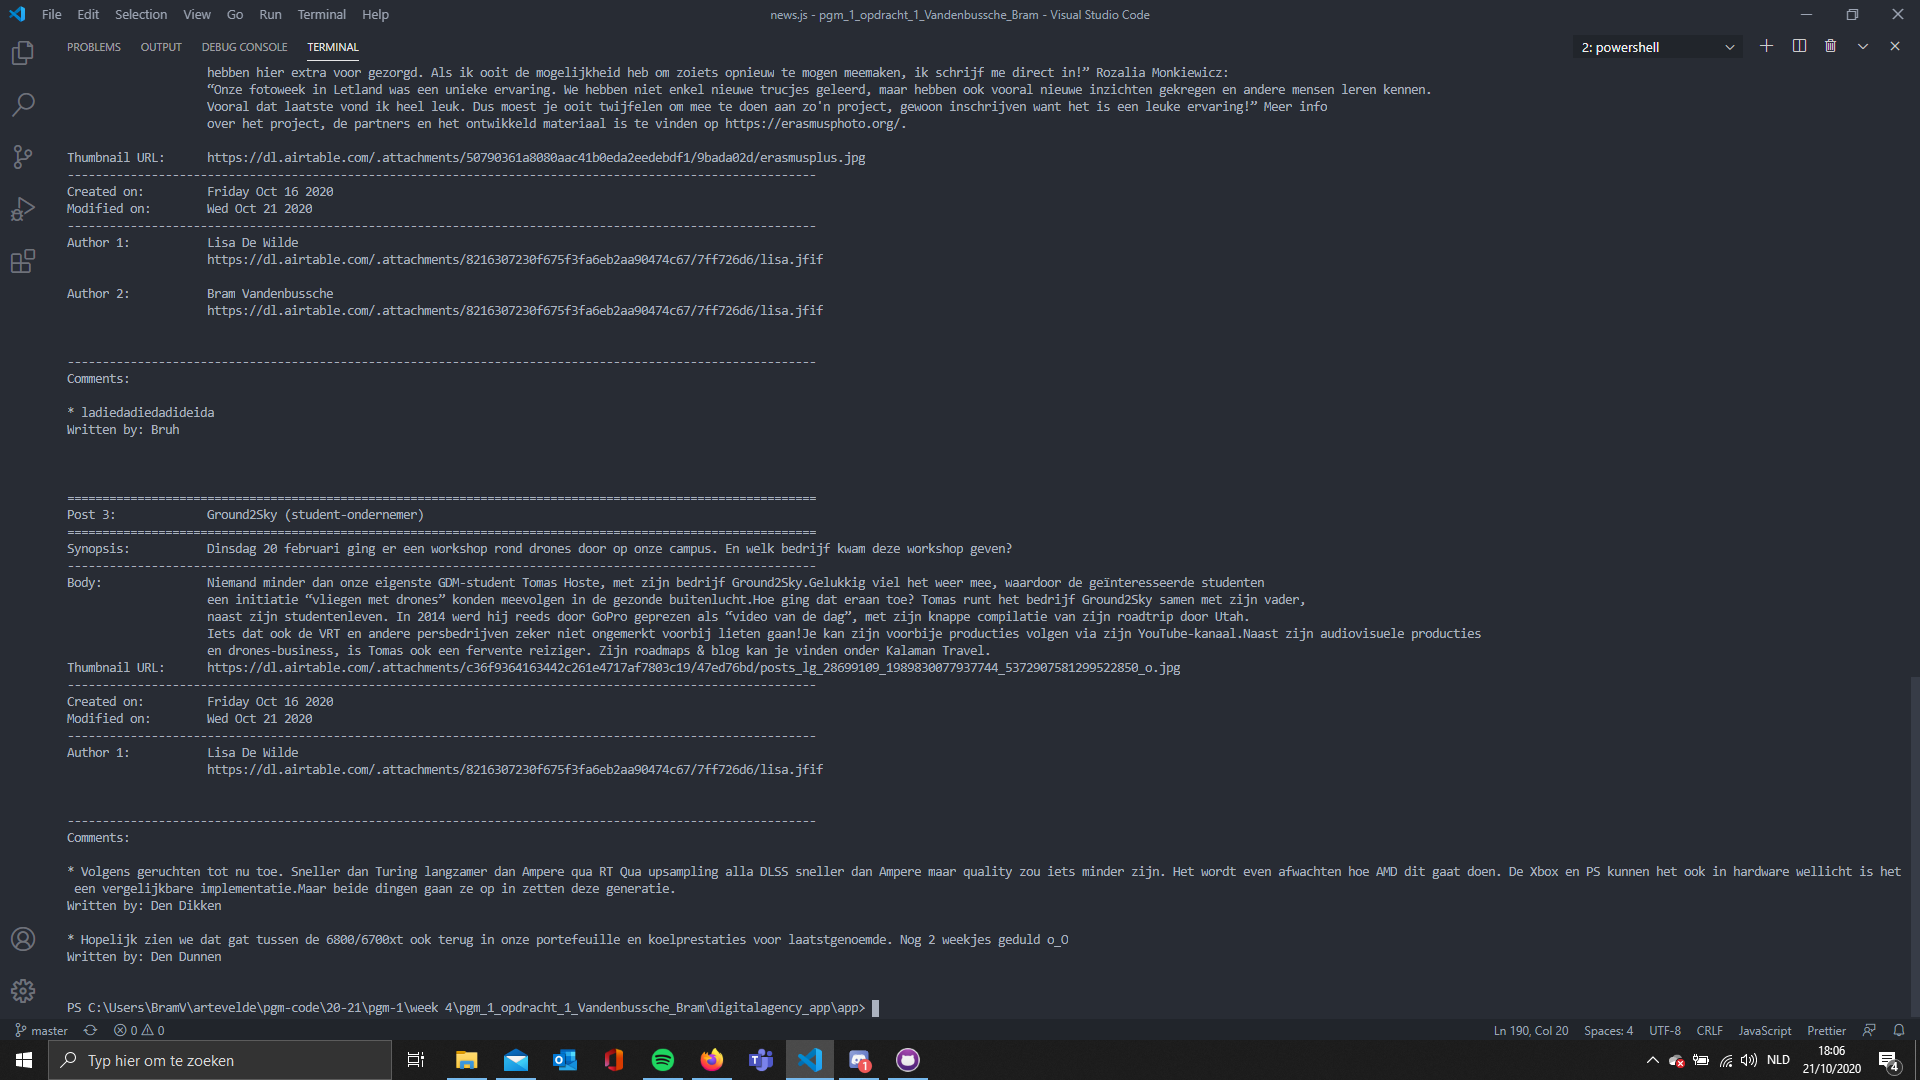 File Edit Selection View Go Run Terminal Help
news.js - pgm_1_opdracht_1_Vandenbussche_Bram - Visual Studio Code
PROBLEMS OUTPUT DEBUG CONSOLE TERMINAL
2: powershell
hebben hier extra voor gezorgd. Als ik ooit de mogelijkheid heb om zoiets opnieuw te mogen meemaken, ik schrijf me direct in!” Rozalia Monkiewicz:
“Onze fotoweek in Letland was een unieke ervaring. We hebben niet enkel nieuwe trucjes geleerd, maar hebben ook vooral nieuwe inzichten gekregen en andere mensen leren kennen.
Vooral dat laatste vond ik heel leuk. Dus moest je ooit twijfelen om mee te doen aan zo'n project, gewoon inschrijven want het is een leuke ervaring!” Meer info
over het project, de partners en het ontwikkeld materiaal is te vinden op https://erasmusphoto.org/.
Thumbnail URL: https://dl.airtable.com/.attachments/50790361a8080aac41b0eda2eedebdf1/9bada02d/erasmusplus.jpg
-----------------------------------------------------------------------------------------------------------
Created on: Friday Oct 16 2020
Modified on: Wed Oct 21 2020
-----------------------------------------------------------------------------------------------------------
Author 1: Lisa De Wilde
https://dl.airtable.com/.attachments/8216307230f675f3fa6eb2aa90474c67/7ff726d6/lisa.jfif
Author 2: Bram Vandenbussche
https://dl.airtable.com/.attachments/8216307230f675f3fa6eb2aa90474c67/7ff726d6/lisa.jfif
-----------------------------------------------------------------------------------------------------------
Comments:
* ladiedadiedadideida
Written by: Bruh
===========================================================================================================
Post 3: Ground2Sky (student-ondernemer)
===========================================================================================================
Synopsis: Dinsdag 20 februari ging er een workshop rond drones door op onze campus. En welk bedrijf kwam deze workshop geven?
-----------------------------------------------------------------------------------------------------------
Body: Niemand minder dan onze eigenste GDM-student Tomas Hoste, met zijn bedrijf Ground2Sky.Gelukkig viel het weer mee, waardoor de geïnteresseerde studenten
een initiatie “vliegen met drones” konden meevolgen in de gezonde buitenlucht.Hoe ging dat eraan toe? Tomas runt het bedrijf Ground2Sky samen met zijn vader,
naast zijn studentenleven. In 2014 werd hij reeds door GoPro geprezen als “video van de dag”, met zijn knappe compilatie van zijn roadtrip door Utah.
Iets dat ook de VRT en andere persbedrijven zeker niet ongemerkt voorbij lieten gaan!Je kan zijn voorbije producties volgen via zijn YouTube-kanaal.Naast zijn audiovisuele producties
en drones-business, is Tomas ook een fervente reiziger. Zijn roadmaps & blog kan je vinden onder Kalaman Travel.
Thumbnail URL: https://dl.airtable.com/.attachments/c36f9364163442c261e4717af7803c19/47ed76bd/posts_lg_28699109_1989830077937744_5372907581299522850_o.jpg
-----------------------------------------------------------------------------------------------------------
Created on: Friday Oct 16 2020
Modified on: Wed Oct 21 2020
-----------------------------------------------------------------------------------------------------------
Author 1: Lisa De Wilde
https://dl.airtable.com/.attachments/8216307230f675f3fa6eb2aa90474c67/7ff726d6/lisa.jfif
-----------------------------------------------------------------------------------------------------------
Comments:
* Volgens geruchten tot nu toe. Sneller dan Turing langzamer dan Ampere qua RT Qua upsampling alla DLSS sneller dan Ampere maar quality zou iets minder zijn. Het wordt even afwachten hoe AMD dit gaat doen. De Xbox en PS kunnen het ook in hardware wellicht is het
een vergelijkbare implementatie.Maar beide dingen gaan ze op in zetten deze generatie.
Written by: Den Dikken
* Hopelijk zien we dat gat tussen de 6800/6700xt ook terug in onze portefeuille en koelprestaties voor laatstgenoemde. Nog 2 weekjes geduld o_O
Written by: Den Dunnen
PS C:\Users\BramV\artevelde\pgm-code\20-21\pgm-1\week 4\pgm_1_opdracht_1_Vandenbussche_Bram\digitalagency_app\app>
master 0 0 Ln 190, Col 20 Spaces: 4 UTF-8 CRLF JavaScript Prettier
Typ hier om te zoeken
1
NLD
18:06
21/10/2020
4